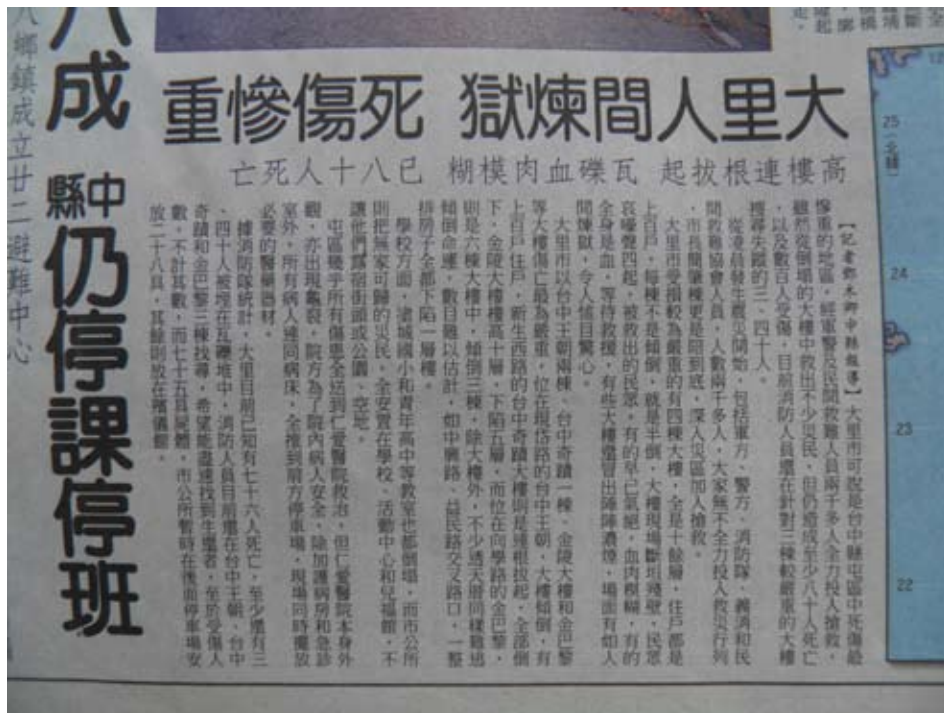 大里人間煉獄 死傷慘重
高樓連根拔起 瓦礫血肉模糊 已八十人死亡
大里市可說是台中縣屯區中死傷最
慘重的地區,經軍警及民間救難人員兩千多人全力投入搶救,
雖然從倒塌的大樓中救出不少災民,但仍造成至少八十人死亡
,以及數百人受傷,目前消防人員還在針對三棟較嚴重的大樓
搜尋失蹤的三、四十人。
從凌晨發生震災開始,包括軍方、警方、消防隊、義消和民
間救難協會人員,人數兩千多人,大家無不全力投入救災行列
,市長簡肇棟更是陪到底,深入災區加入搶救。
大里市受損較為嚴重的有四棟大樓,全是十餘層,住戶都是
上百戶,每棟不是傾倒,就是半倒,大樓現場斷垣殘壁,民眾
哀嚎聲四起,被救出的民眾,有的早已氣絕,血肉模糊,有的
全身是血,等待救援,有些大樓還冒出陣陣濃煙,場面有如人
間煉獄,令人怵目驚心。
大里市以台中王朝兩棟、台中奇蹟一棟、金陵大樓和金巴黎
等大樓傷亡最為嚴重,位在現岱路的台中王朝,大樓傾倒,有
上百戶住戶,新生西路的台中奇蹟大樓則是連根拔起,全部倒
下,金陵大樓樓高十層,下陷五層,而位在向學路的金巴黎,
則是六棟大樓中,傾倒三棟,除大樓外,不少透天厝同樣難逃
傾倒命運,數目難以估計,如中興路、益民路交叉路口,一整
排房子全部下陷一層樓。
學校方面,塗城國小和青年高中等教室也都倒塌,而市公所
則把無家可歸的災民,全安置在學校、活動中心和兒福館,不
讓他們露宿街頭或公園、空地。
屯區幾乎所有傷患全送到仁愛醫院救治,但仁愛醫院本身外
觀,亦出現龜裂,院方為了院內病人安全,除加護病房和急診
室外,所有病人連同病床,全推到前方停車場,現場同時擺放
必要的醫藥器材。
據消防隊統計,大里目前已知有七十六人死亡,至少還有三
、四十人被埋在瓦礫堆中,消防人員目前還在台中王朝、台中
奇蹟和金巴黎三棟找尋,希望能盡速找到生還者,至於受傷人
數,不計其數,而七十五具屍體,市公所暫時在後面停車場安
放二十八具,其餘則放在殯儀館。
八成
中縣 仍停課停班
八鄉鎮成立廿二避難中心
25
(北緯)
24
23
22